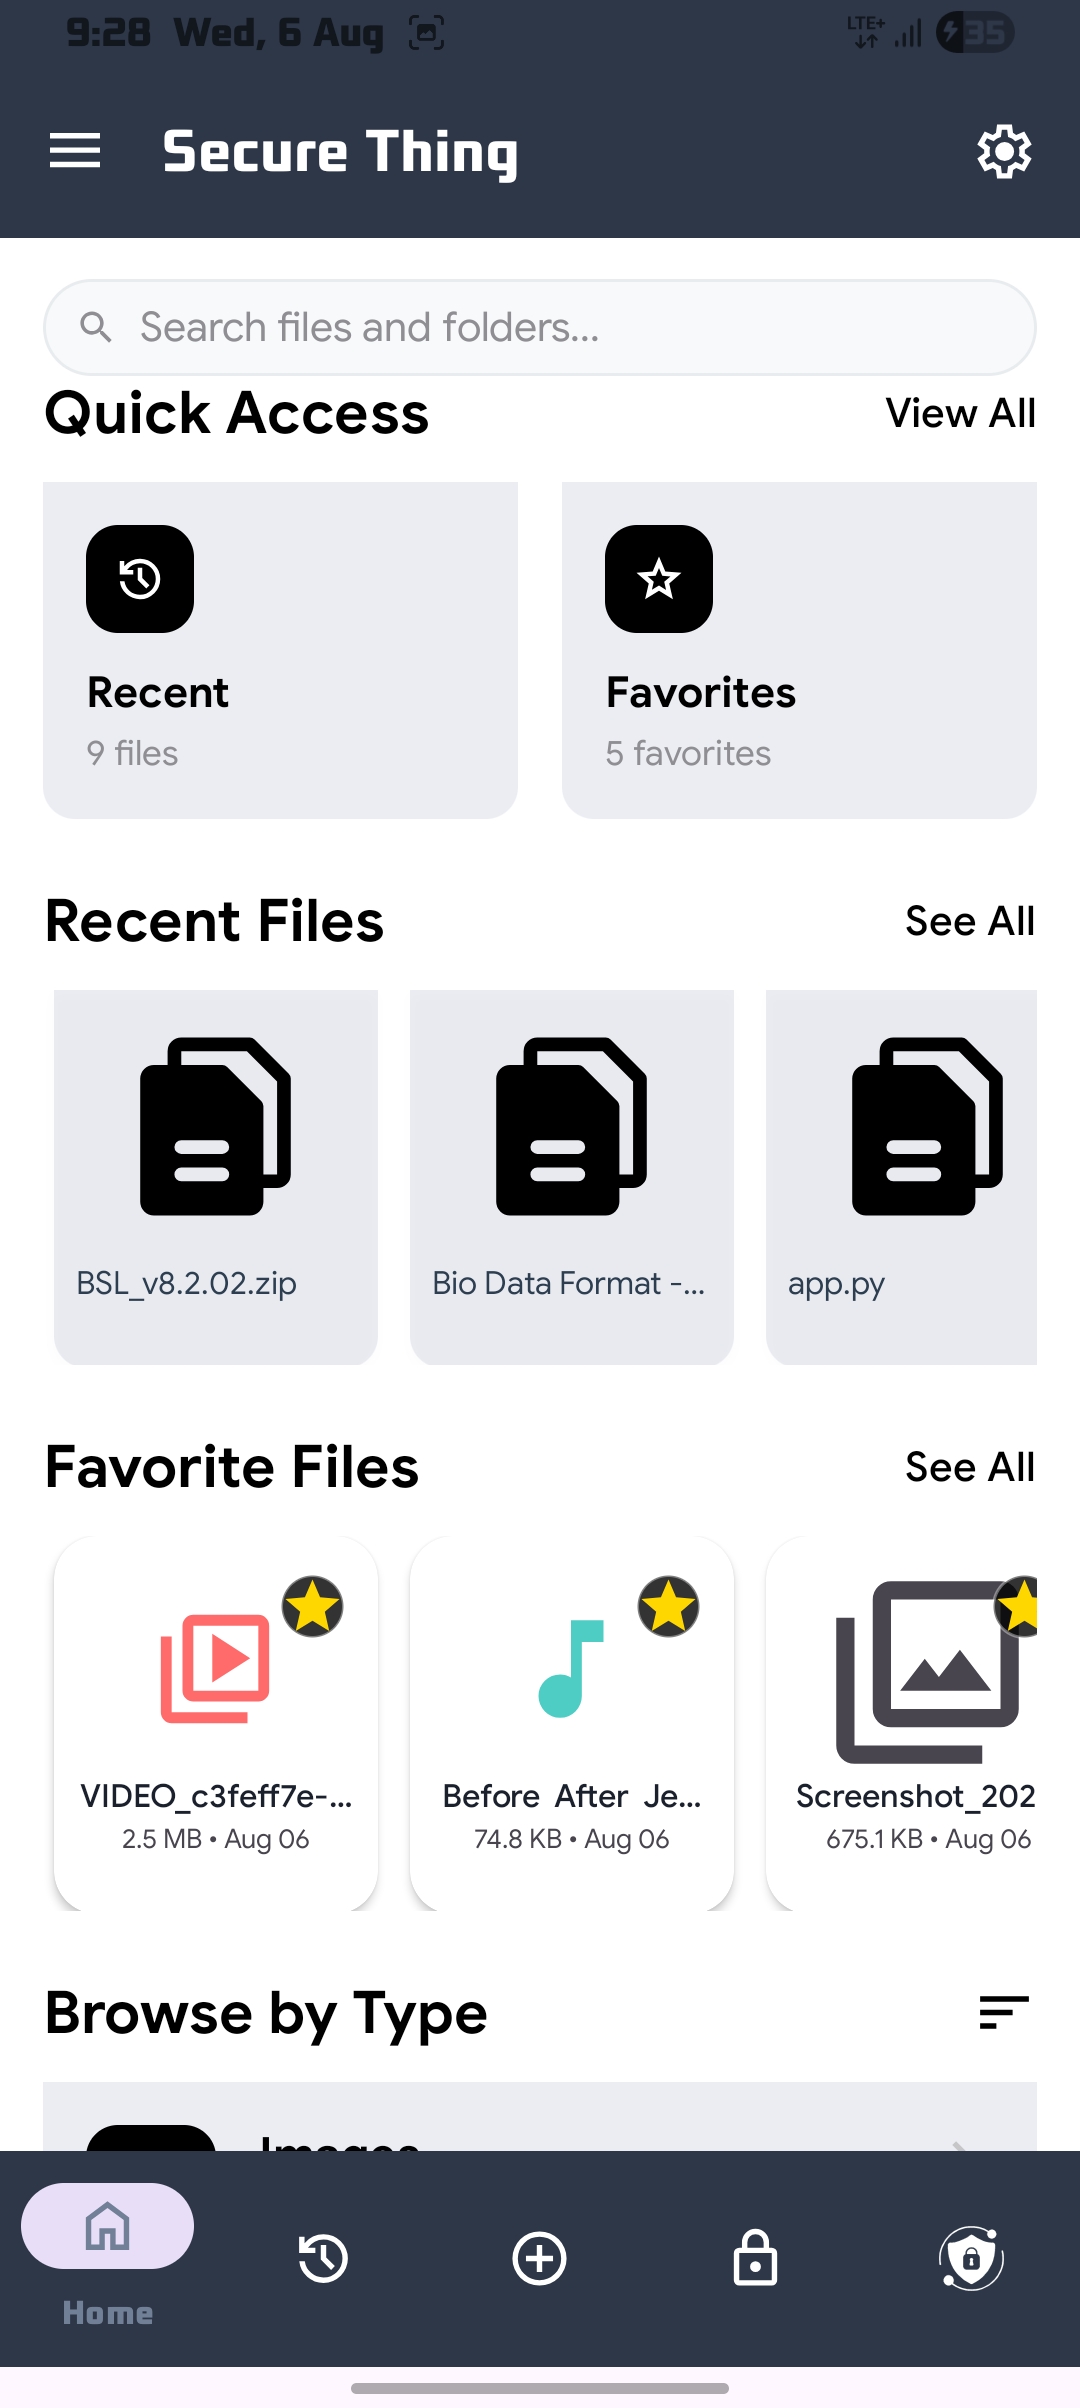 9:28 Wed, 6 Aug
LTE+
35
Secure Thing
Search files and folders...
Quick Access
View All
Recent
9 files
Favorites
5 favorites
Recent Files
See All
BSL_v8.2.02.zip
Bio Data Format -...
app.py
Favorite Files
See All
VIDEO_c3feff7e-...
2.5 MB • Aug 06
Before After Je...
74.8 KB • Aug 06
Screenshot_202
675.1 KB • Aug 06
Browse by Type
Images
Home